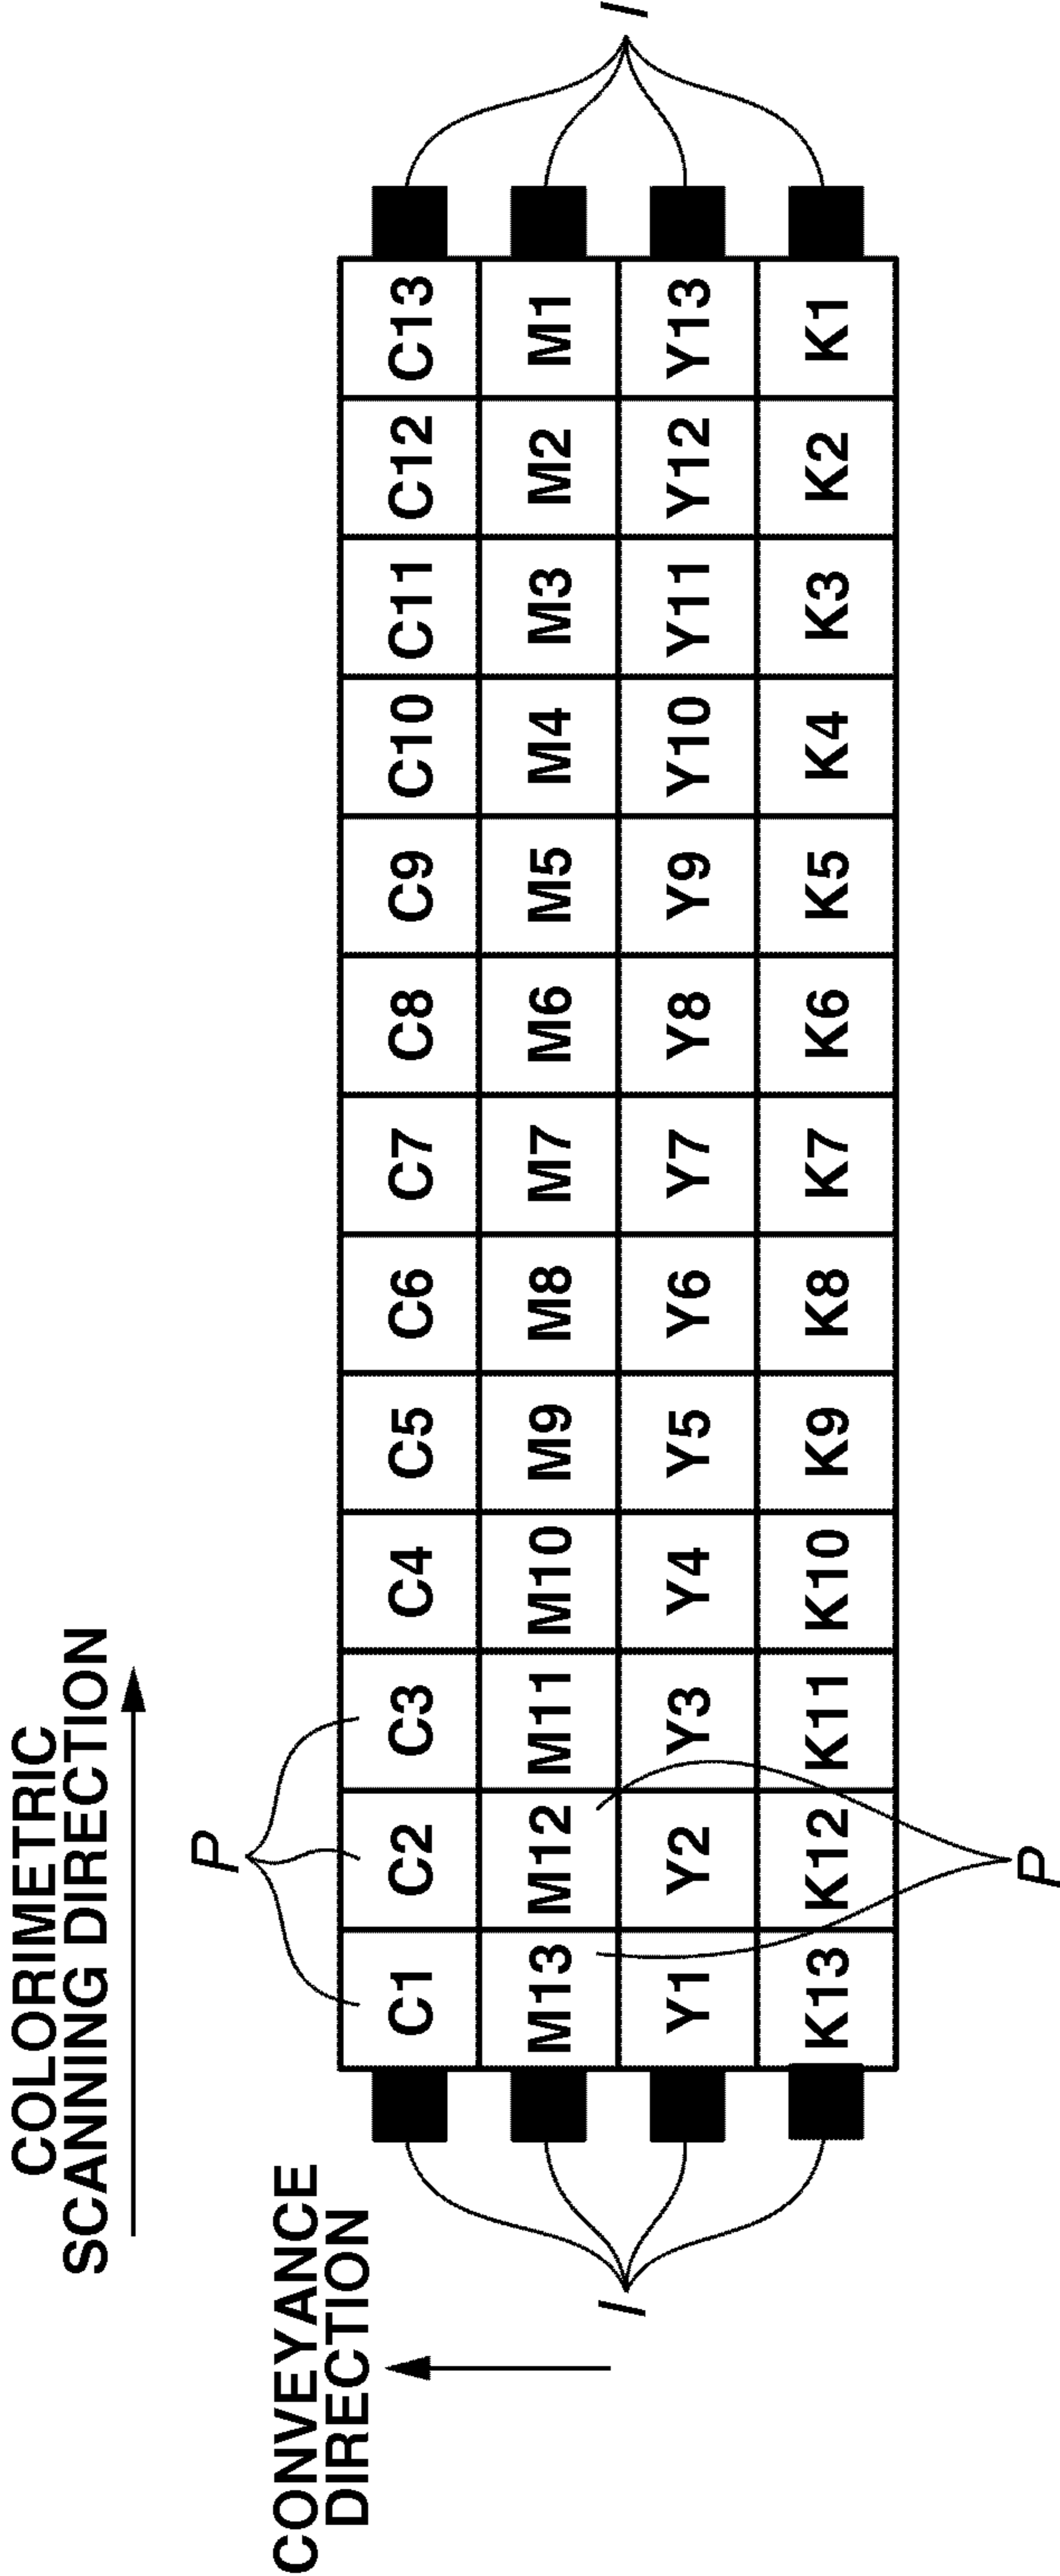 COLORIMETRIC
SCANNING DIRECTION
CONVEYANCE
DIRECTION
P
I
I
C1 C2 C3 C4 C5 C6 C7 C8 C9 C10 C11 C12 C13
M13 M12 M11 M10 M9 M8 M7 M6 M5 M4 M3 M2 M1
Y1 Y2 Y3 Y4 Y5 Y6 Y7 Y8 Y9 Y10 Y11 Y12 Y13
K13 K12 K11 K10 K9 K8 K7 K6 K5 K4 K3 K2 K1
P